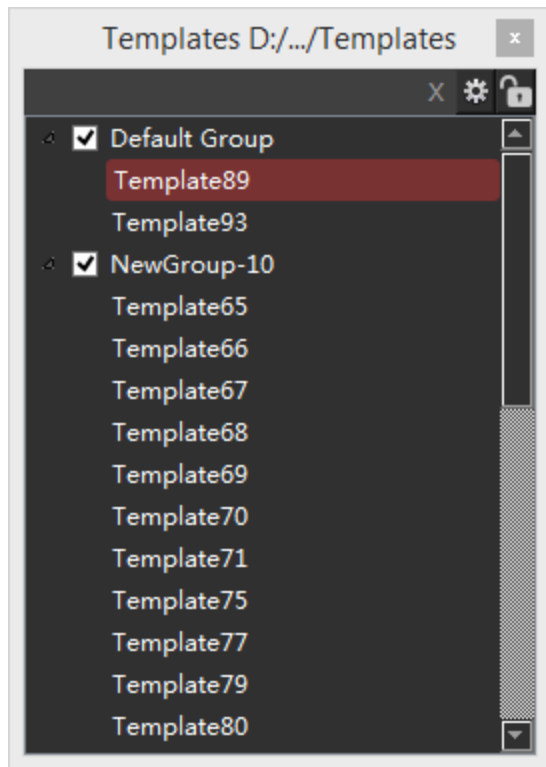 Templates D:/.../Templates x
X
Default Group
Template89
Template93
NewGroup-10
Template65
Template66
Template67
Template68
Template69
Template70
Template71
Template75
Template77
Template79
Template80